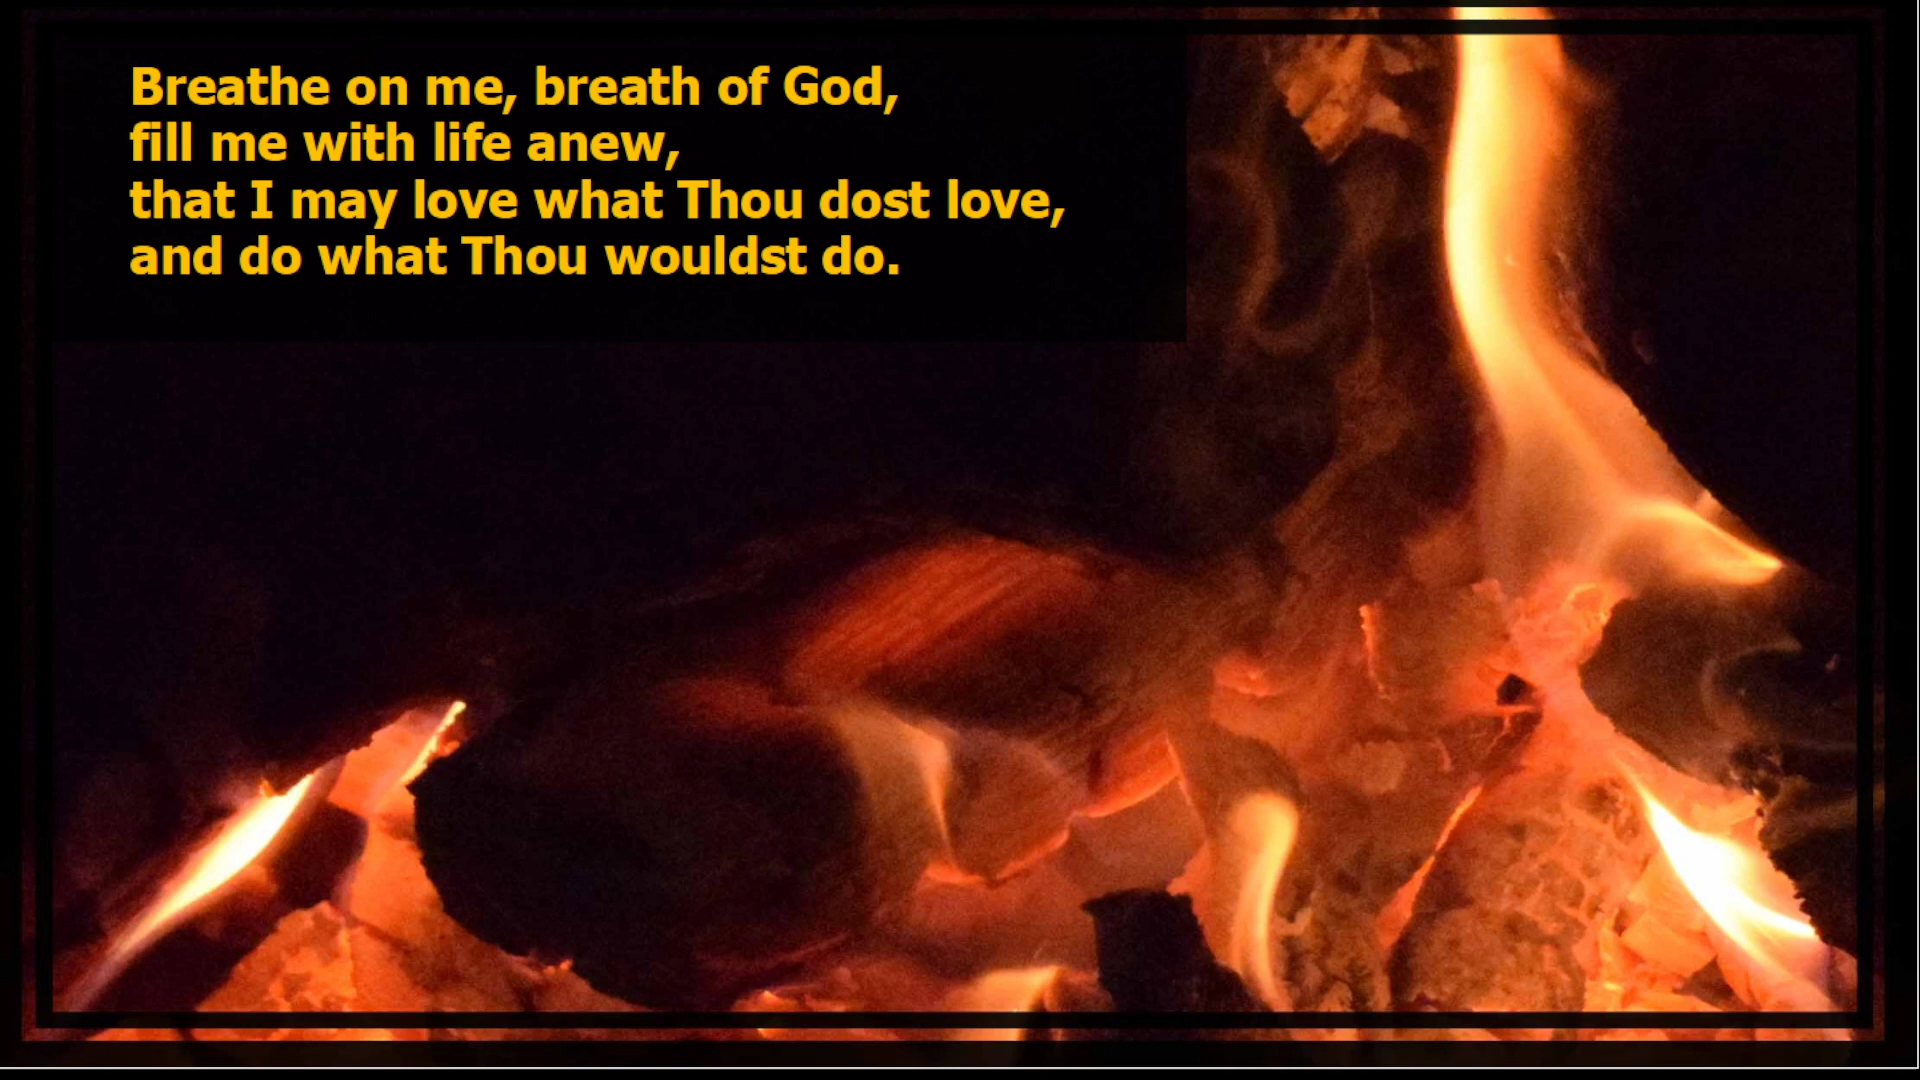 Breathe on me, breath of God,
fill me with life anew,
that I may love what Thou dost love,
and do what Thou wouldst do.